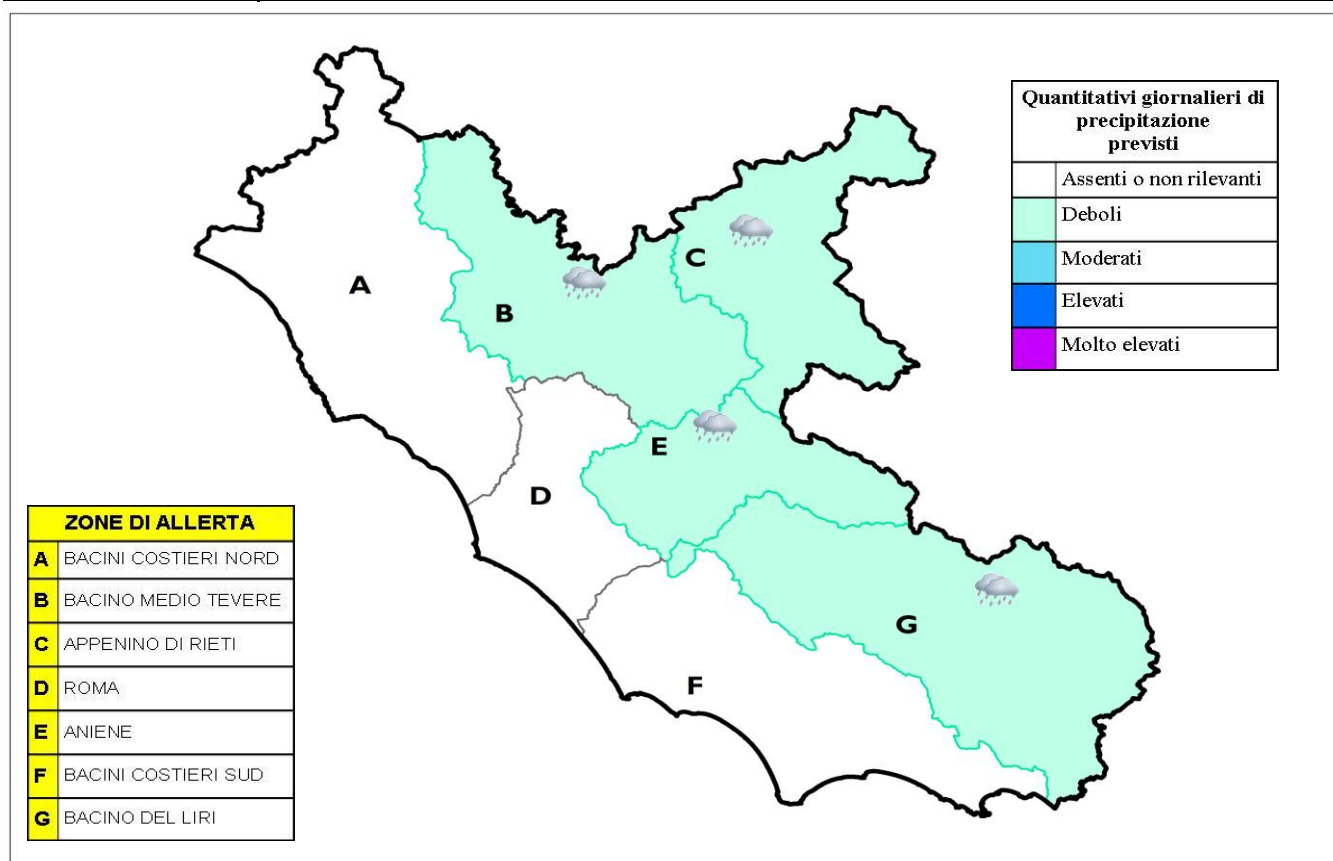 Quantitativi giornalieri di
precipitazione
previsti
Assenti o non rilevanti
Deboli
Moderati
Elevati
Molto elevati
A
B
C
D
E
F
G
ZONE DI ALLERTA
A BACINI COSTIERI NORD
B BACINO MEDIO TEVERE
C APPENINO DI RIETI
D ROMA
E ANIENE
F BACINI COSTIERI SUD
G BACINO DEL LIRI